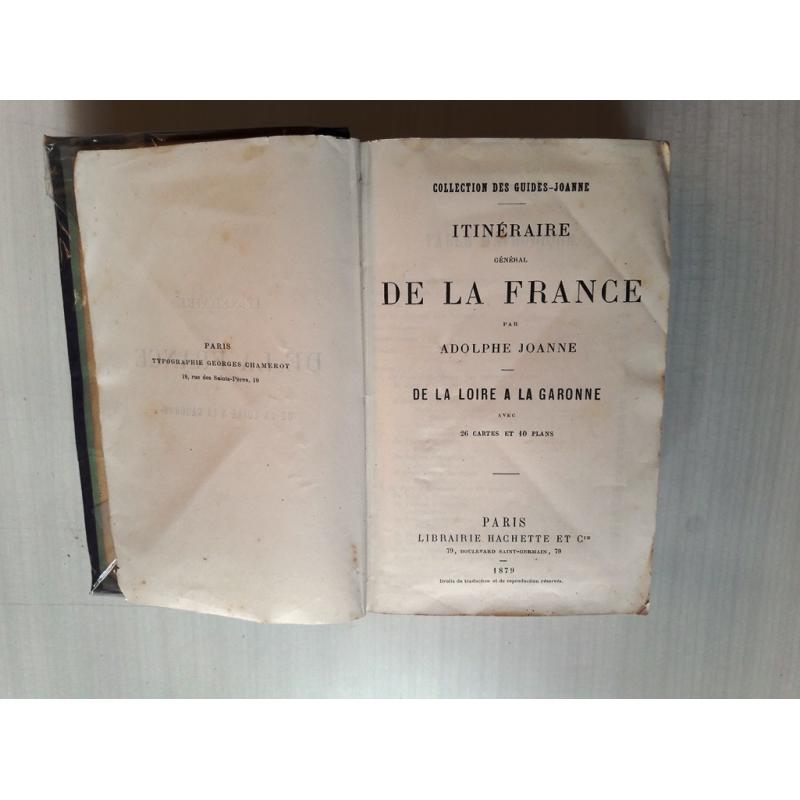 PARIS
TYPOGRAPHIE GEORGES CHAMEROT
19, rue des Saints-Pères, 19
COLLECTION DES GUIDES-JOANNE
ITINÉRAIRE
GÉNÉRAL
DE LA FRANCE
PAR
ADOLPHE JOANNE
DE LA LOIRE A LA GARONNE
AVEC
26 CARTES ET 10 PLANS
PARIS
LIBRAIRIE HACHETTE ET Cie
79, BOULEVARD SAINT-GERMAIN, 79
1879
Droits de traduction et de reproduction réservés.